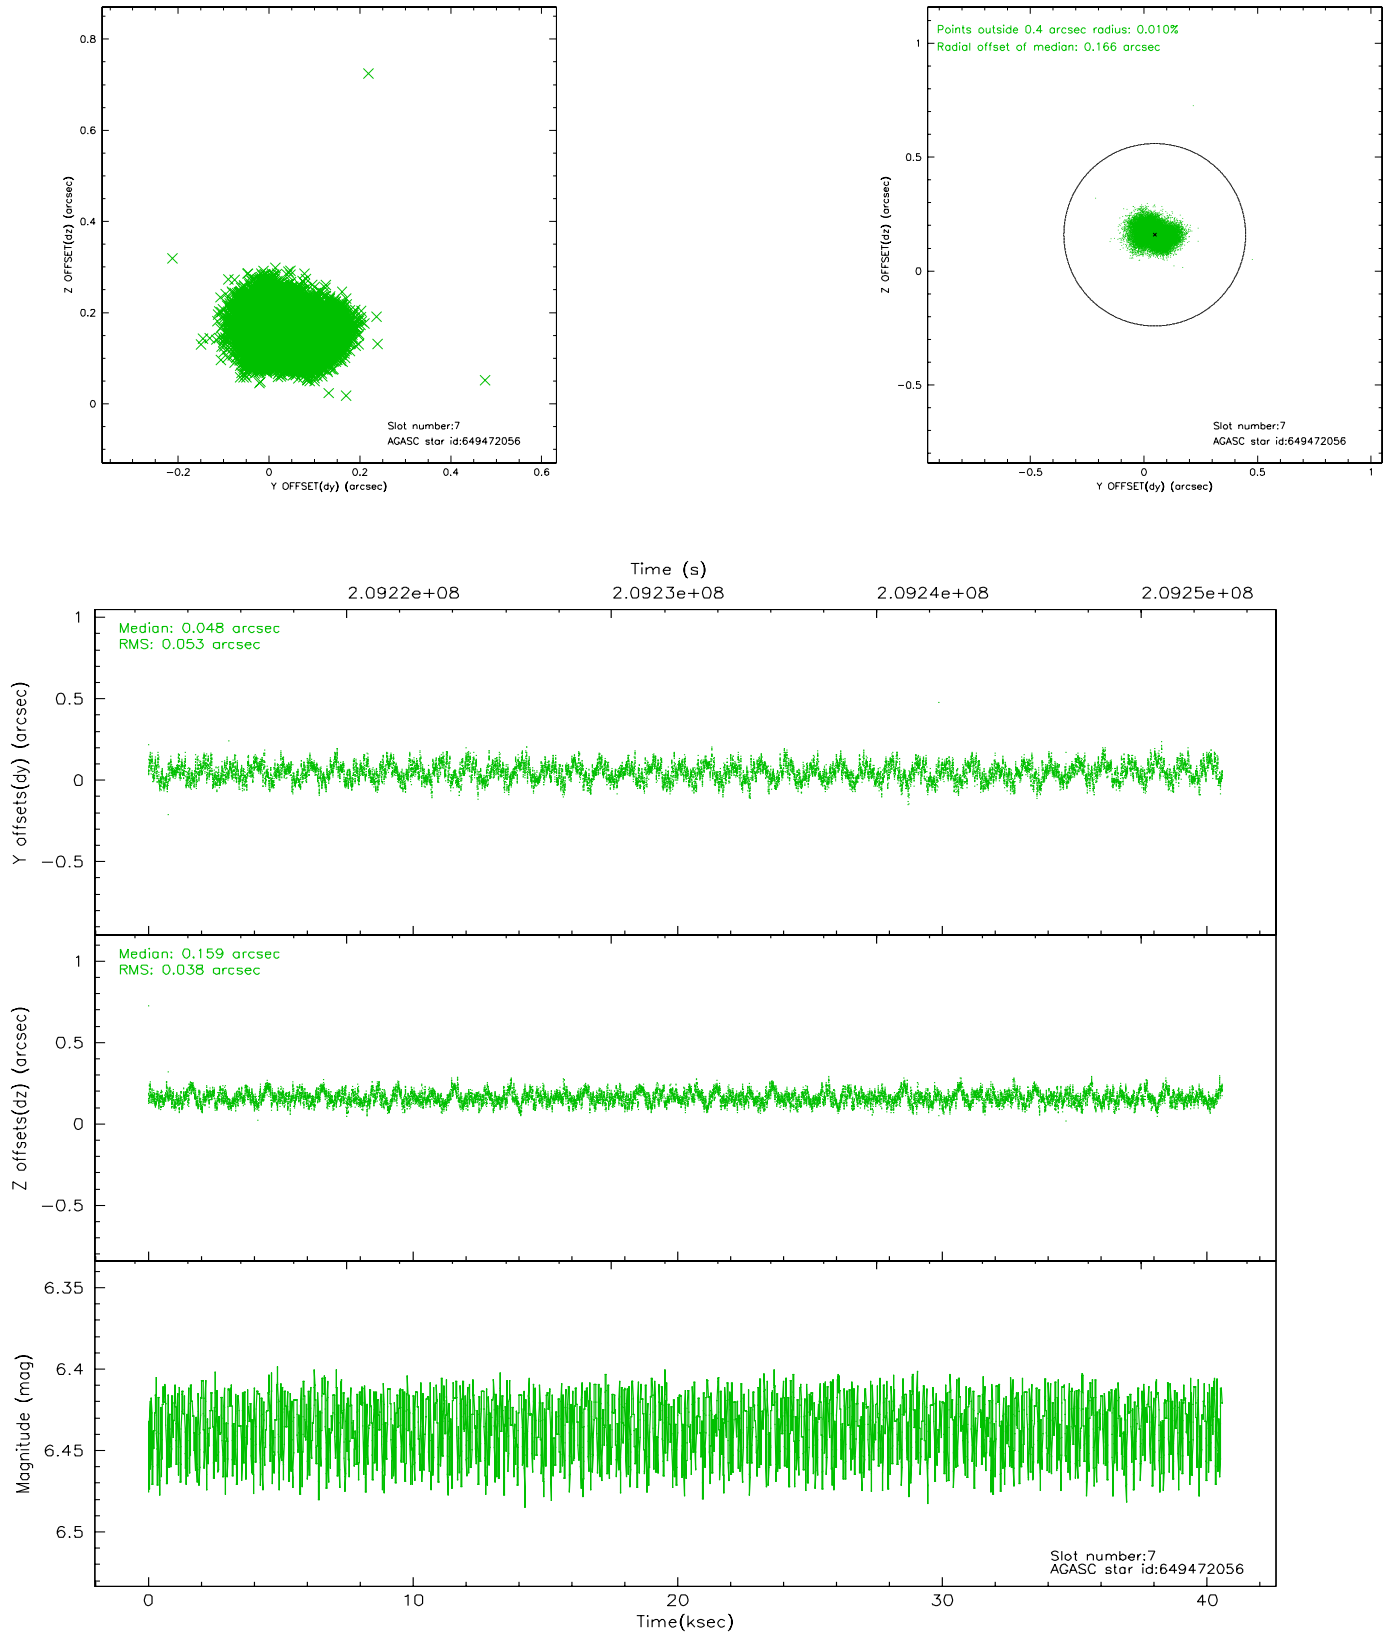 0.8
0.6
0.4
0.2
0
Z OFFSET(dz) (arcsec)
Slot number:7
AGASC star id:649472056
−0.2 0 0.2 0.4 0.6
Y OFFSET(dy) (arcsec)
Points outside 0.4 arcsec radius: 0.010%
Radial offset of median: 0.166 arcsec
1
0.5
0
−0.5
Z OFFSET(dz) (arcsec)
Slot number:7
AGASC star id:649472056
−0.5 0 0.5 1
Y OFFSET(dy) (arcsec)
Time (s)
2.0922e+08 2.0923e+08 2.0924e+08 2.0925e+08
Median: 0.048 arcsec
RMS: 0.053 arcsec
1
0.5
0
−0.5
Y offsets(dy) (arcsec)
Median: 0.159 arcsec
RMS: 0.038 arcsec
1
0.5
0
−0.5
Z offsets(dz) (arcsec)
6.35
6.4
6.45
6.5
Magnitude (mag)
Slot number:7
AGASC star id:649472056
0 10 20 30 40
Time(ksec)